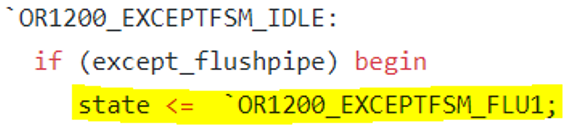 `OR1200_EXCEPTFSM_IDLE:
if (except_flushpipe) begin
state <= `OR1200_EXCEPTFSM_FLU1;